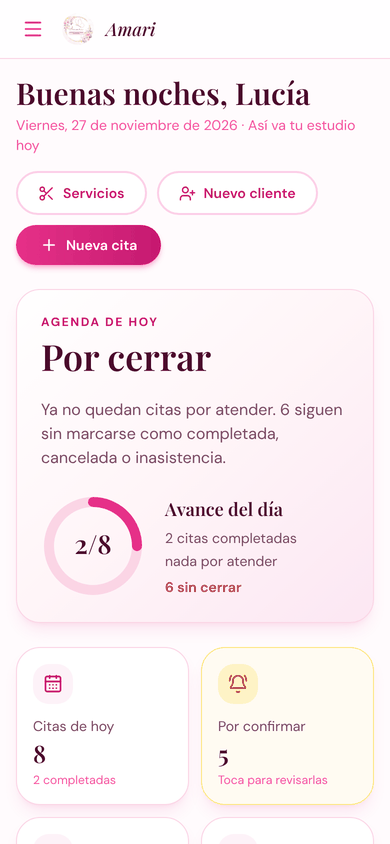 Amari
Buenas noches, Lucía
Viernes, 27 de noviembre de 2026 · Así va tu estudio
hoy
Servicios
Nuevo cliente
Nueva cita
AGENDA DE HOY
Por cerrar
Ya no quedan citas por atender. 6 siguen
sin marcarse como completada,
cancelada o inasistencia.
2/8
Avance del día
2 citas completadas
nada por atender
6 sin cerrar
Citas de hoy
8
2 completadas
Por confirmar
5
Toca para revisarlas